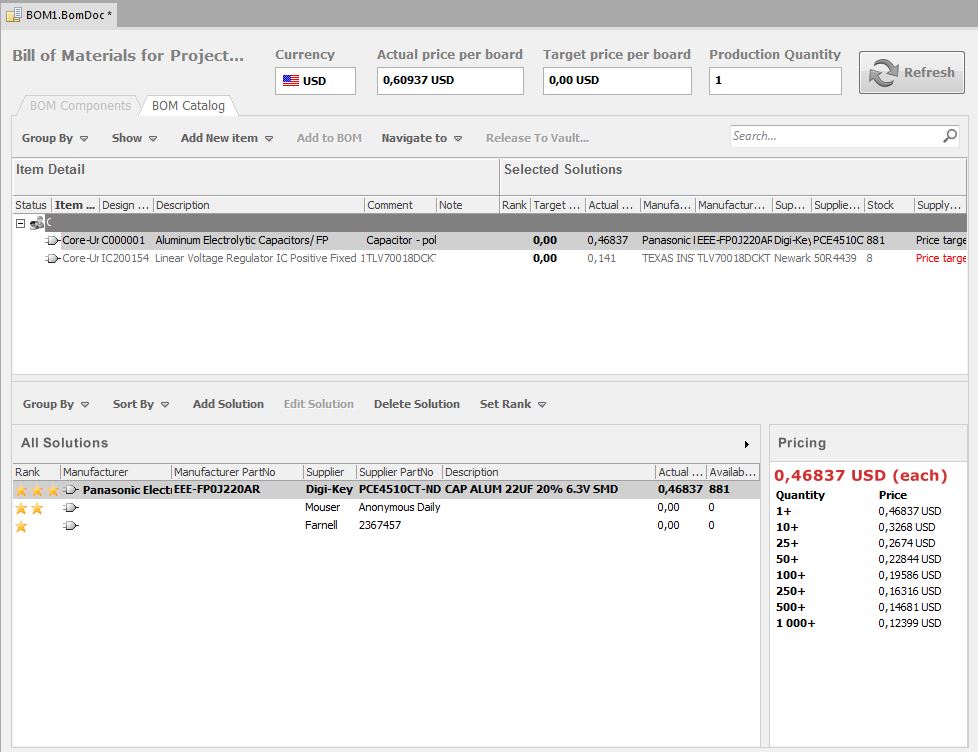 BOM1.BomDoc *
Bill of Materials for Project... Currency Actual price per board Target price per board Production Quantity
USD 0,60937 USD 0,00 USD 1 Refresh
BOM Components BOM Catalog
Group By Show Add New item Add to BOM Navigate to Release To Vault... Search...
Item Detail Selected Solutions
Status Item ... Design ... Description Comment Note Rank Target ... Actual ... Manufa... Manufactur... Sup... Supplie... Stock Supply...
C
Core-Ur C000001 Aluminum Electrolytic Capacitors/ FP Capacitor - pol 0,00 0,46837 Panasonic I EEE-FP0J220AR Digi-Key PCE4510C 881 Price targe
Core-Ur IC200154 Linear Voltage Regulator IC Positive Fixed 1 TLV70018DCKT 0,00 0,141 TEXAS INS TLV70018DCKT Newark 50R4439 8 Price targe
Group By Sort By Add Solution Edit Solution Delete Solution Set Rank
All Solutions Pricing
Rank Manufacturer Manufacturer PartNo Supplier Supplier PartNo Description Actual ... Availab...
0,46837 USD (each)
Panasonic Electi EEE-FP0J220AR Digi-Key PCE4510CT-ND CAP ALUM 22UF 20% 6.3V SMD 0,46837 881
Mouser Anonymous Daily 0,00 0
Farnell 2367457 0,00 0
Quantity Price
1+ 0,46837 USD
10+ 0,3268 USD
25+ 0,2674 USD
50+ 0,22844 USD
100+ 0,19586 USD
250+ 0,16316 USD
500+ 0,14681 USD
1 000+ 0,12399 USD